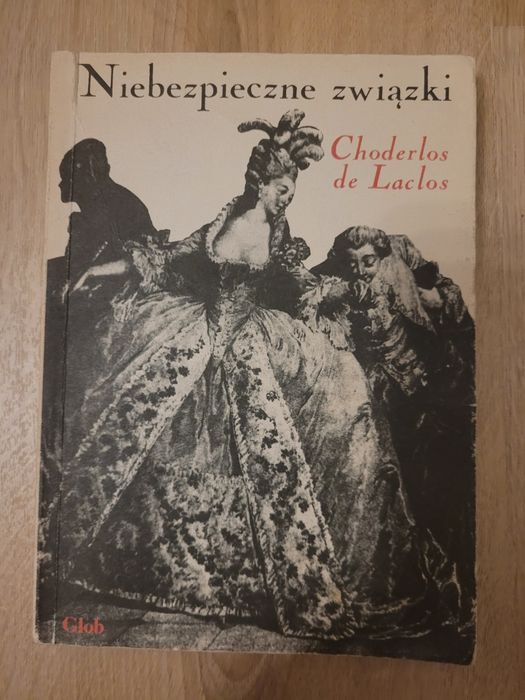 Niebezpieczne związki
Choderlos
de Laclos
Glob